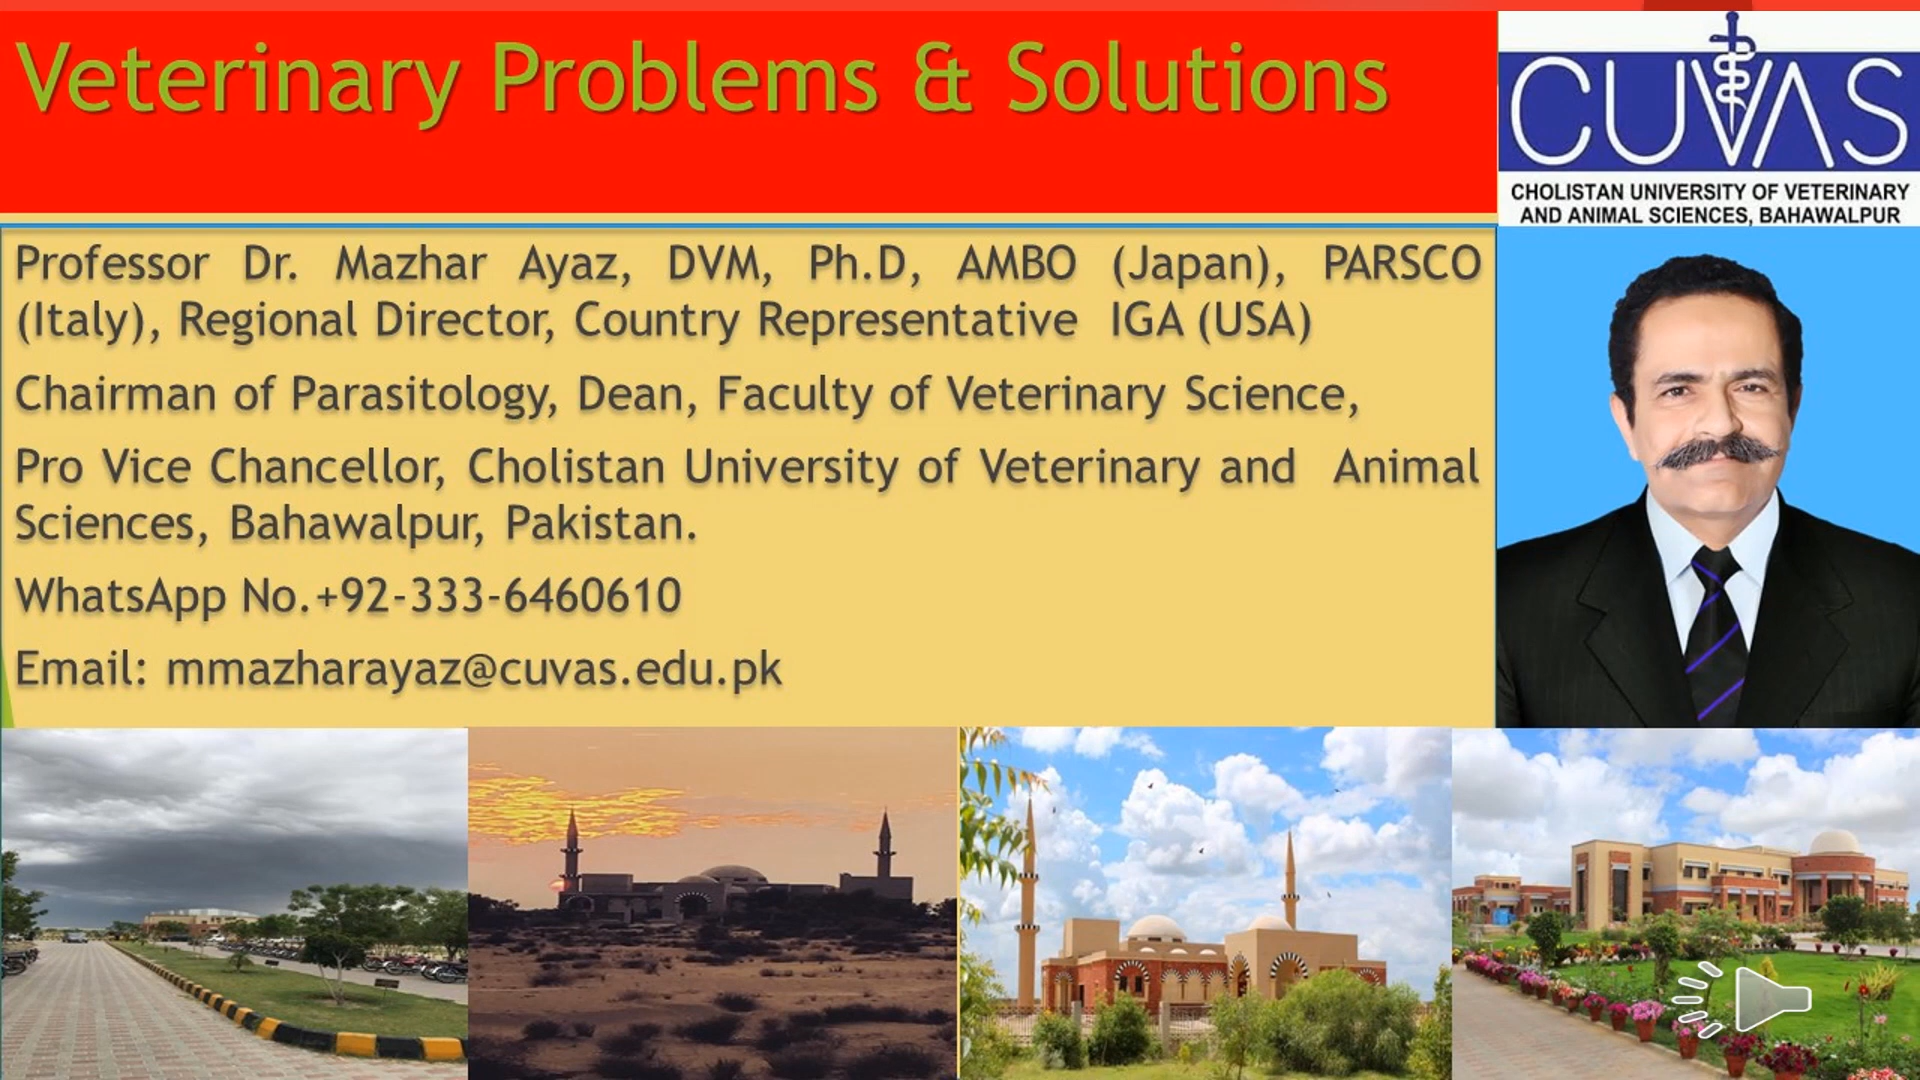 Veterinary Problems & Solutions
CUVAS
CHOLISTAN UNIVERSITY OF VETERINARY
AND ANIMAL SCIENCES, BAHAWALPUR
Professor Dr. Mazhar Ayaz, DVM, Ph.D, AMBO (Japan), PARSCO
(Italy), Regional Director, Country Representative IGA (USA)
Chairman of Parasitology, Dean, Faculty of Veterinary Science,
Pro Vice Chancellor, Cholistan University of Veterinary and Animal
Sciences, Bahawalpur, Pakistan.
WhatsApp No.+92-333-6460610
Email: mmazharayaz@cuvas.edu.pk